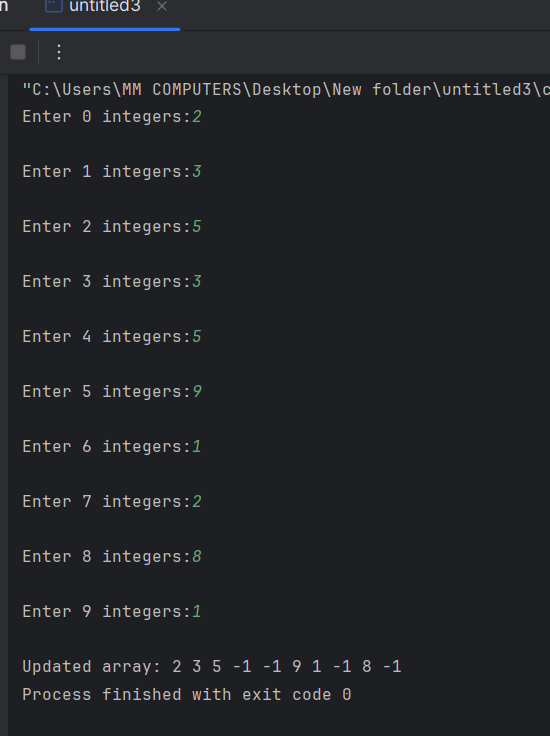 n untitled3
"C:\Users\MM COMPUTERS\Desktop\New folder\untitled3\c
Enter 0 integers:2
Enter 1 integers:3
Enter 2 integers:5
Enter 3 integers:3
Enter 4 integers:5
Enter 5 integers:9
Enter 6 integers:1
Enter 7 integers:2
Enter 8 integers:8
Enter 9 integers:1
Updated array: 2 3 5 -1 -1 9 1 -1 8 -1
Process finished with exit code 0